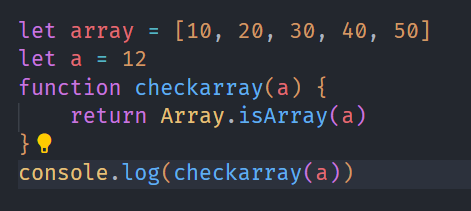 let array = [10, 20, 30, 40, 50]
let a = 12
function checkarray(a) {
    return Array.isArray(a)
}
console.log(checkarray(a))